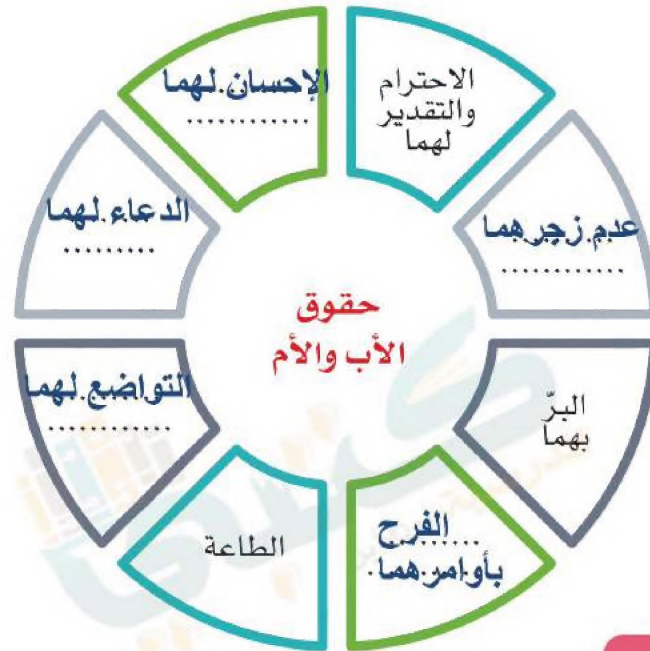 حقوق
الأب والأم
الاحترام
والتقدير
لهما
عدم زجرهما
البرّ
بهما
الفرح
بأوامرهما
الطاعة
التواضع لهما
الدعاء لهما
الإحسان لهما